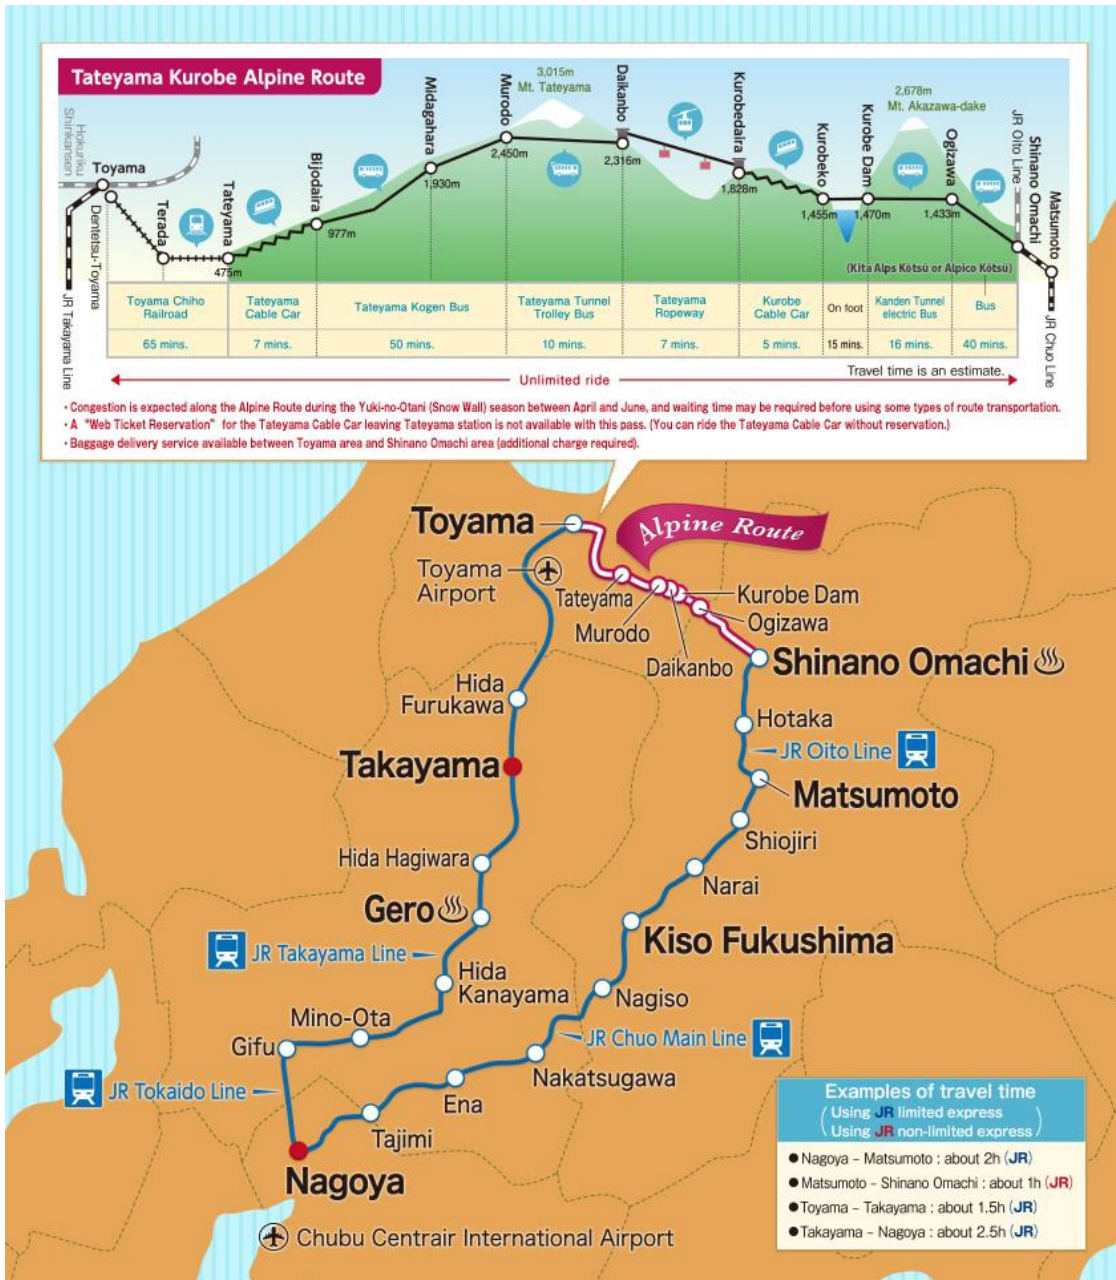 Tateyama Kurobe Alpine Route
Hokuriku
Shinkansen
Toyama
Dentetsu-Toyama
Terada
Tateyama
475m
Bijodaira
977m
Midagahara
1,930m
Murodo
2,450m
3,015m
Mt. Tateyama
Daikanbo
2,316m
Kurobedaira
1,828m
Kurobeko
1,455m
Kurobe Dam
1,470m
2,678m
Mt. Akazawa-dake
Ogizawa
1,433m
JR Oito Line
Shinano Omachi
Matsumoto
(Kita Alps Kōtsū or Alpico Kōtsū)
JR Takayama Line
JR Chuo Line
Toyama Chiho
Railroad
Tateyama
Cable Car
Tateyama Kogen Bus
Tateyama Tunnel
Trolley Bus
Tateyama
Ropeway
Kurobe
Cable Car
On foot
Kanden Tunnel
electric Bus
Bus
65 mins.
7 mins.
50 mins.
10 mins.
7 mins.
5 mins.
15 mins.
16 mins.
40 mins.
Travel time is an estimate.
Unlimited ride
・Congestion is expected along the Alpine Route during the Yuki-no-Otani (Snow Wall) season between April and June, and waiting time may be required before using some types of route transportation.
・A “Web Ticket Reservation” for the Tateyama Cable Car leaving Tateyama station is not available with this pass. (You can ride the Tateyama Cable Car without reservation.)
・Baggage delivery service available between Toyama area and Shinano Omachi area (additional charge required).
Toyama
Alpine Route
Toyama
Airport
Tateyama
Kurobe Dam
Murodo
Ogizawa
Daikanbo
Shinano Omachi
Hida
Furukawa
Hotaka
JR Oito Line
Takayama
Matsumoto
Shiojiri
Hida Hagiwara
Narai
Gero
Kiso Fukushima
JR Takayama Line
Hida
Kanayama
Nagiso
Mino-Ota
JR Chuo Main Line
Gifu
Nakatsugawa
JR Tokaido Line
Ena
Tajimi
Nagoya
Chubu Centrair International Airport
Examples of travel time
(Using JR limited express
Using JR non-limited express)
●Nagoya – Matsumoto : about 2h (JR)
●Matsumoto – Shinano Omachi : about 1h (JR)
●Toyama – Takayama : about 1.5h (JR)
●Takayama – Nagoya : about 2.5h (JR)